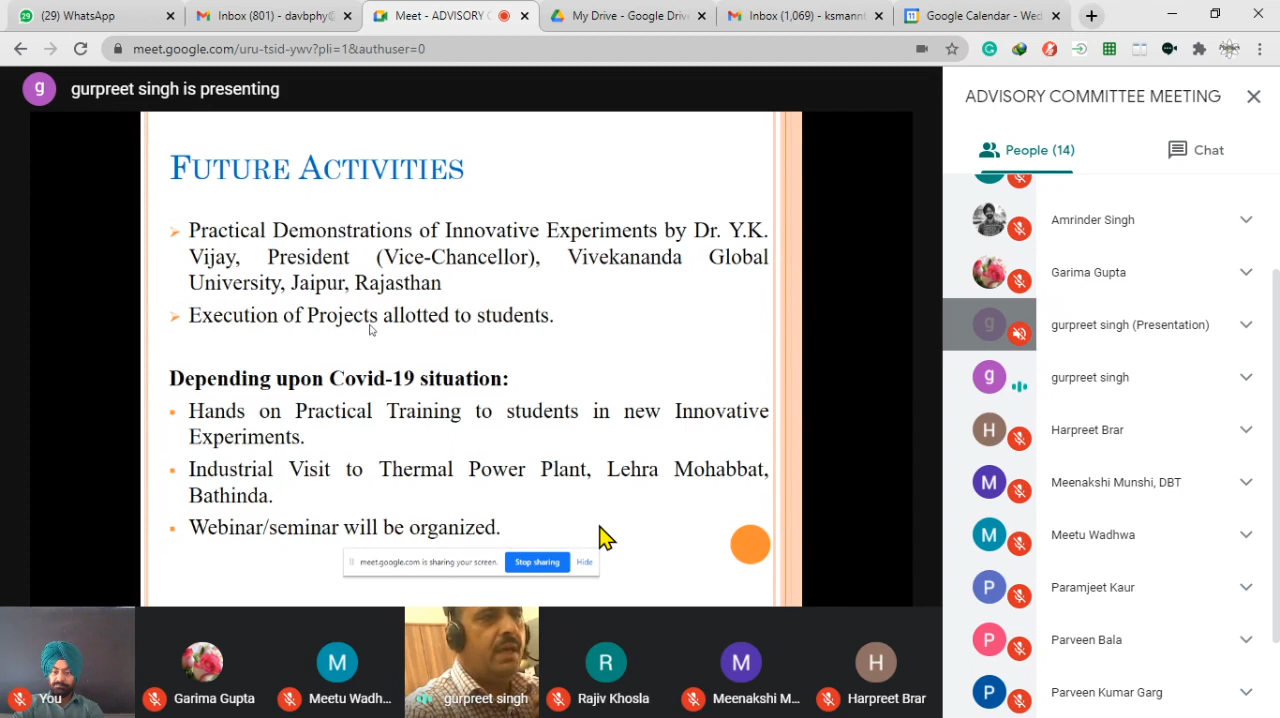 (29) WhatsApp
Inbox (801) - davbphy@
Meet - ADVISORY C
My Drive - Google Drive
Inbox (1,069) - ksmann
Google Calendar - Wed
meet.google.com/uru-tsid-ywv?pli=1&authuser=0
g
gurpreet singh is presenting
FUTURE ACTIVITIES
Practical Demonstrations of Innovative Experiments by Dr. Y.K.
Vijay, President (Vice-Chancellor), Vivekananda Global
University, Jaipur, Rajasthan
Execution of Projects allotted to students.
Depending upon Covid-19 situation:
Hands on Practical Training to students in new Innovative
Experiments.
Industrial Visit to Thermal Power Plant, Lehra Mohabbat,
Bathinda.
Webinar/seminar will be organized.
meet.google.com is sharing your screen.
Stop sharing
Hide
ADVISORY COMMITTEE MEETING
People (14)
Chat
Amrinder Singh
Garima Gupta
g
gurpreet singh (Presentation)
g
gurpreet singh
H
Harpreet Brar
M
Meenakshi Munshi, DBT
M
Meetu Wadhwa
P
Paramjeet Kaur
P
Parveen Bala
P
Parveen Kumar Garg
You
Garima Gupta
M
Meetu Wadh...
gurpreet singh
R
Rajiv Khosla
M
Meenakshi M...
H
Harpreet Brar